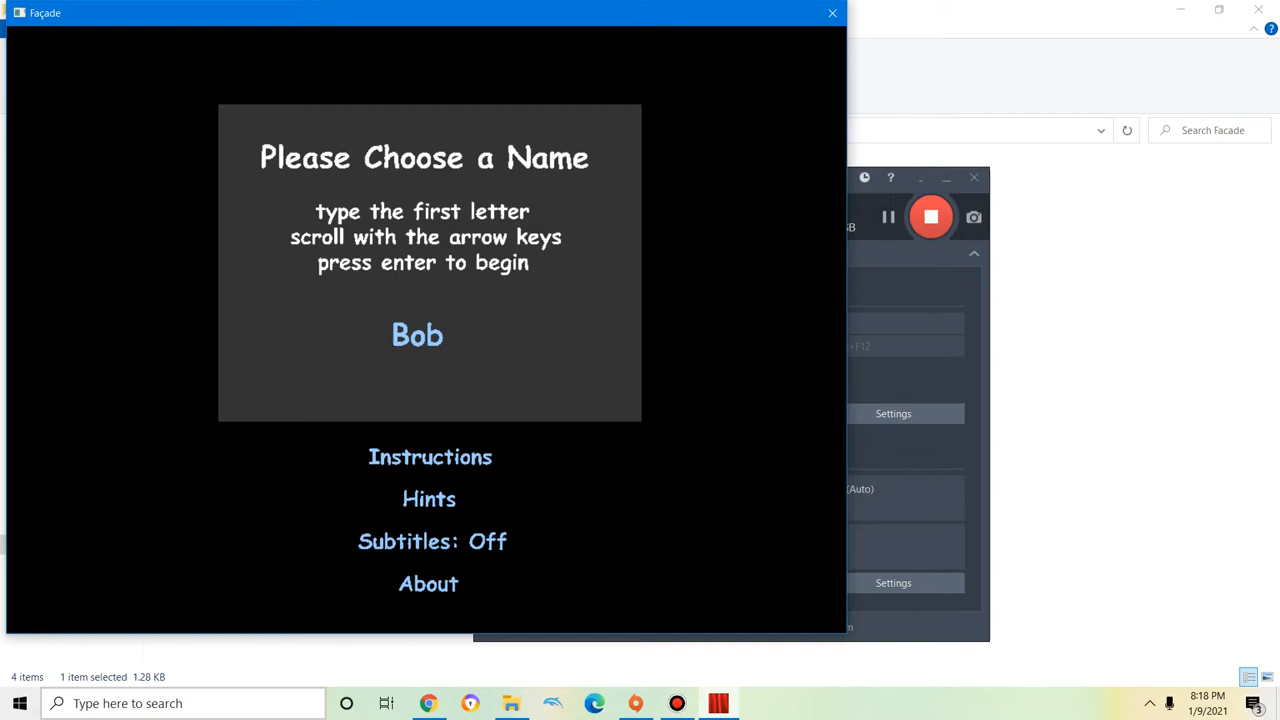 Façade
Please Choose a Name
type the first letter
scroll with the arrow keys
press enter to begin
Bob
Instructions
Hints
Subtitles: Off
About
Search Facade
?
+F12
Settings
(Auto)
Settings
4 items 1 item selected 1.28 KB
Type here to search
8:18 PM
1/9/2021
3